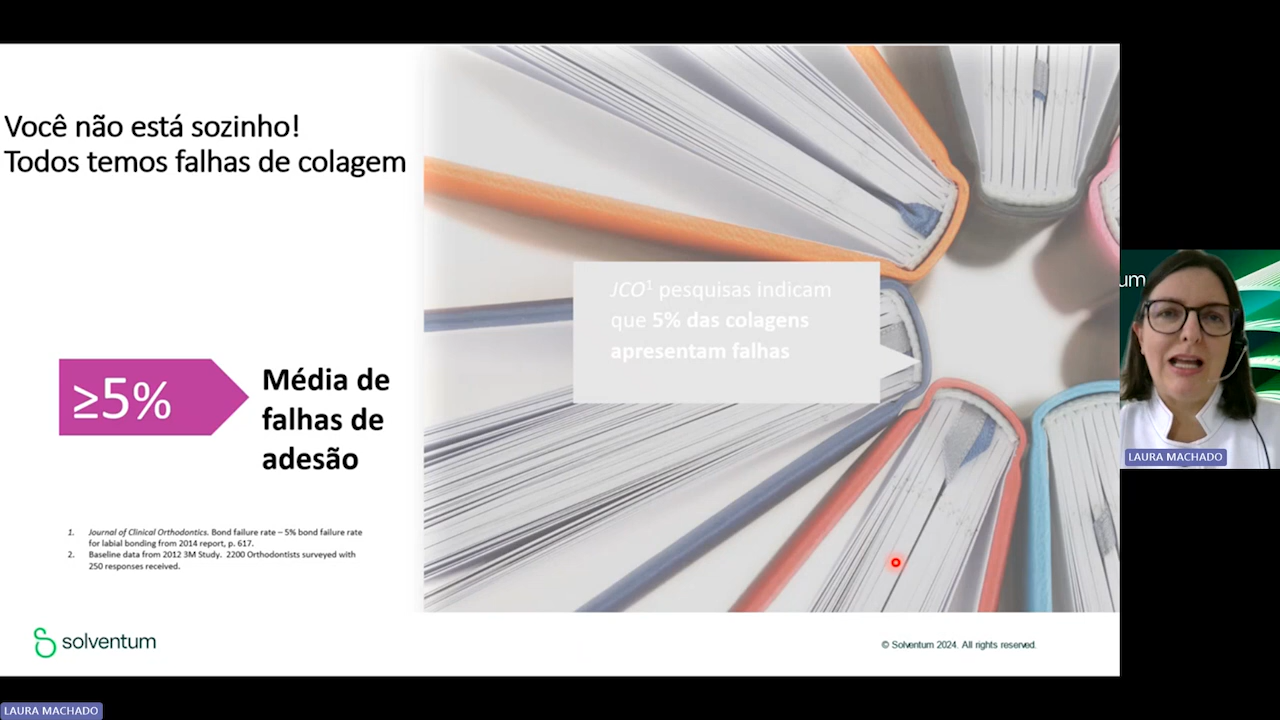 Você não está sozinho!
Todos temos falhas de colagem
JCO¹ pesquisas indicam
que 5% das colagens
apresentam falhas
≥5%
Média de
falhas de
adesão
1. Journal of Clinical Orthodontics. Bond failure rate – 5% bond failure rate
for labial bonding from 2014 report, p. 617.
2. Baseline data from 2012 3M Study. 2200 Orthodontists surveyed with
250 responses received.
solventum
© Solventum 2024. All rights reserved.
um
LAURA MACHADO
LAURA MACHADO